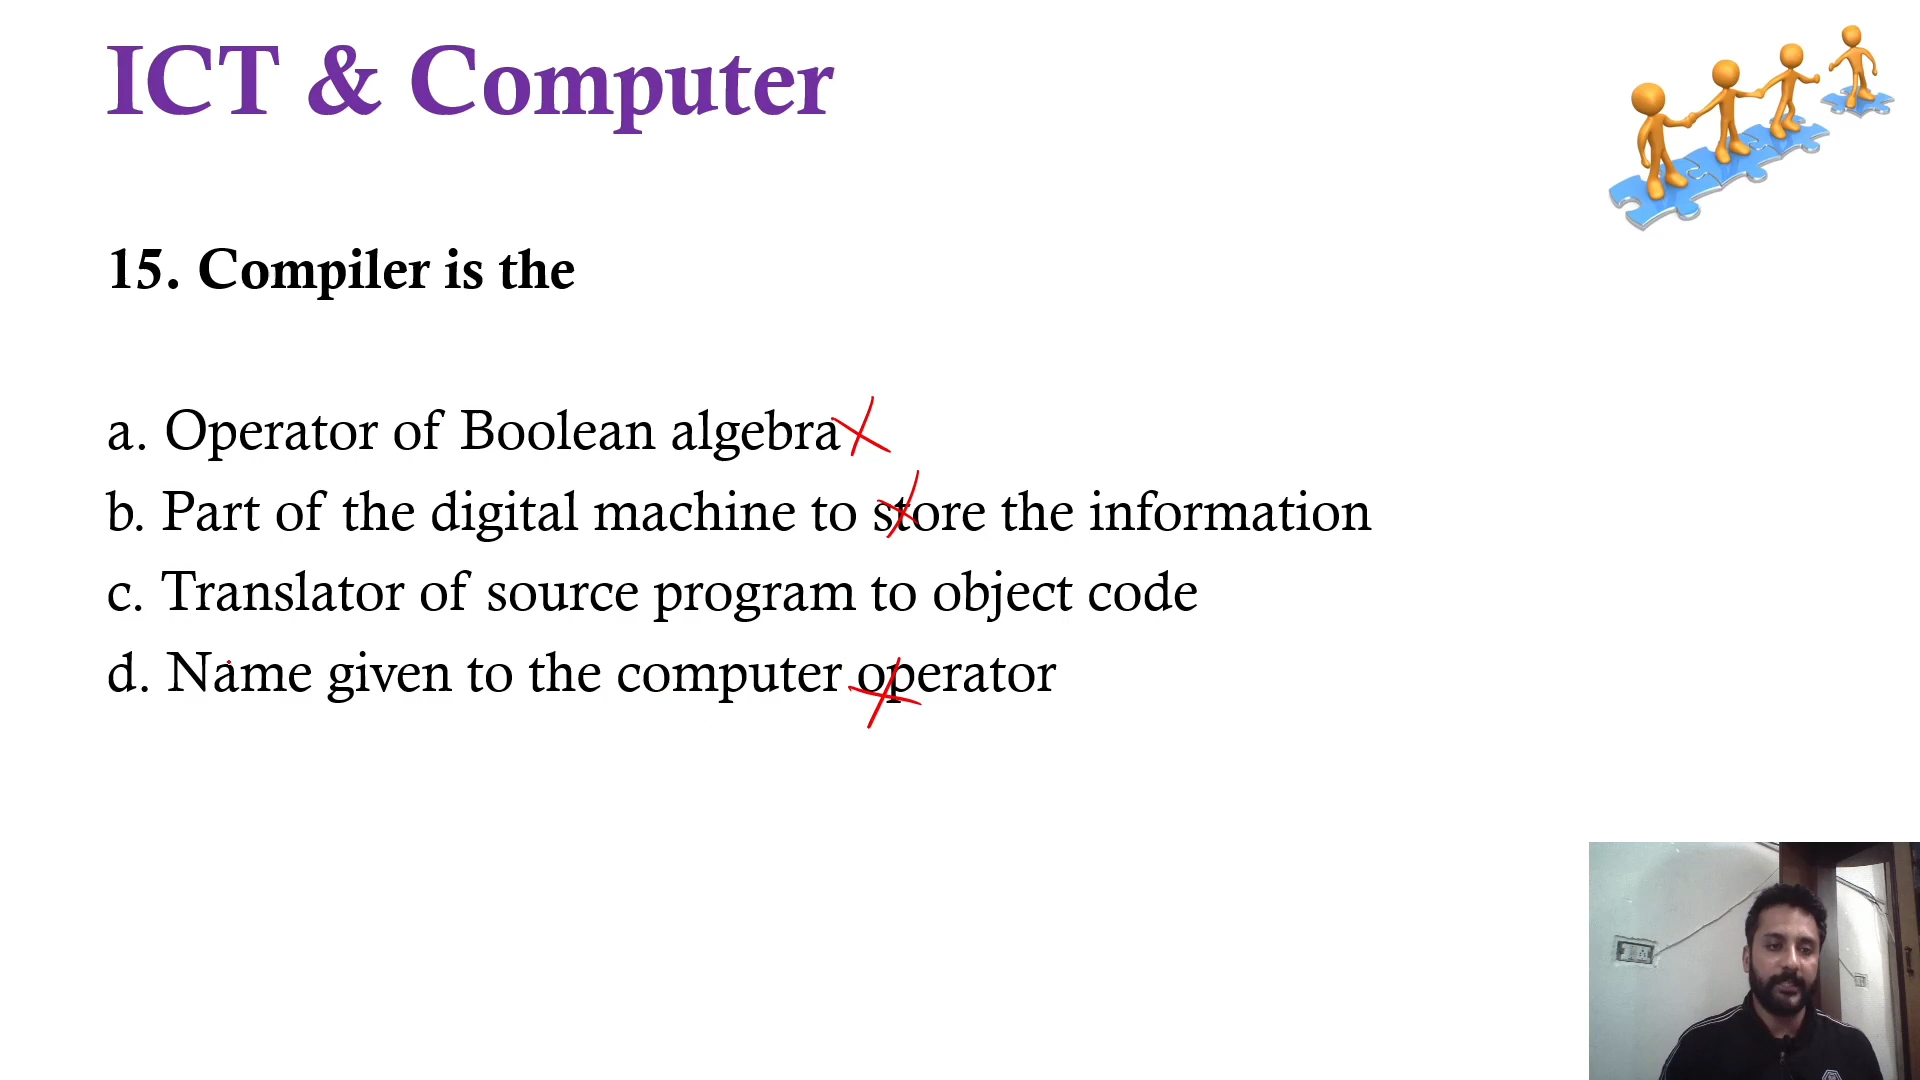 ICT & Computer
15. Compiler is the
a. Operator of Boolean algebra
b. Part of the digital machine to store the information
c. Translator of source program to object code
d. Name given to the computer operator